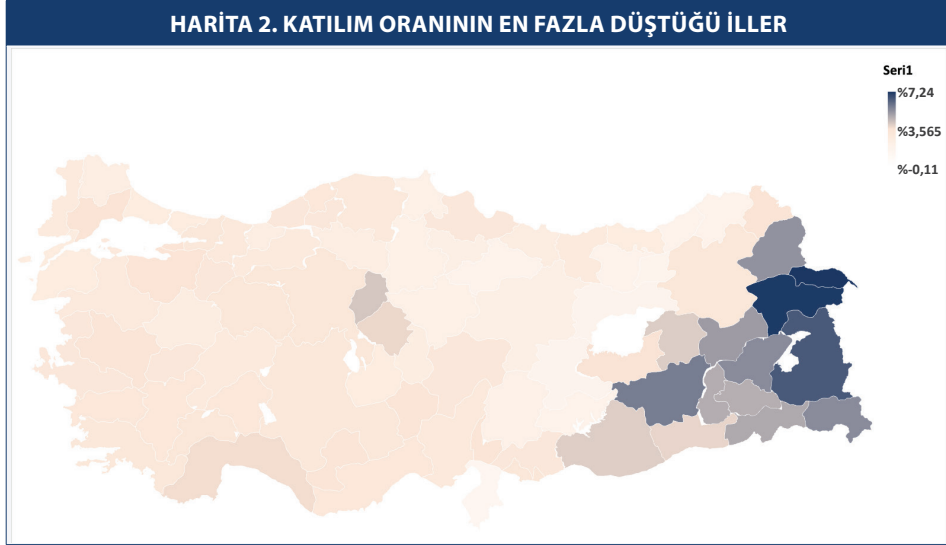 HARİTA 2. KATILIM ORANININ EN FAZLA DÜŞTÜĞÜ İLLER
Seri1
%7,24
%3,565
%-0,11